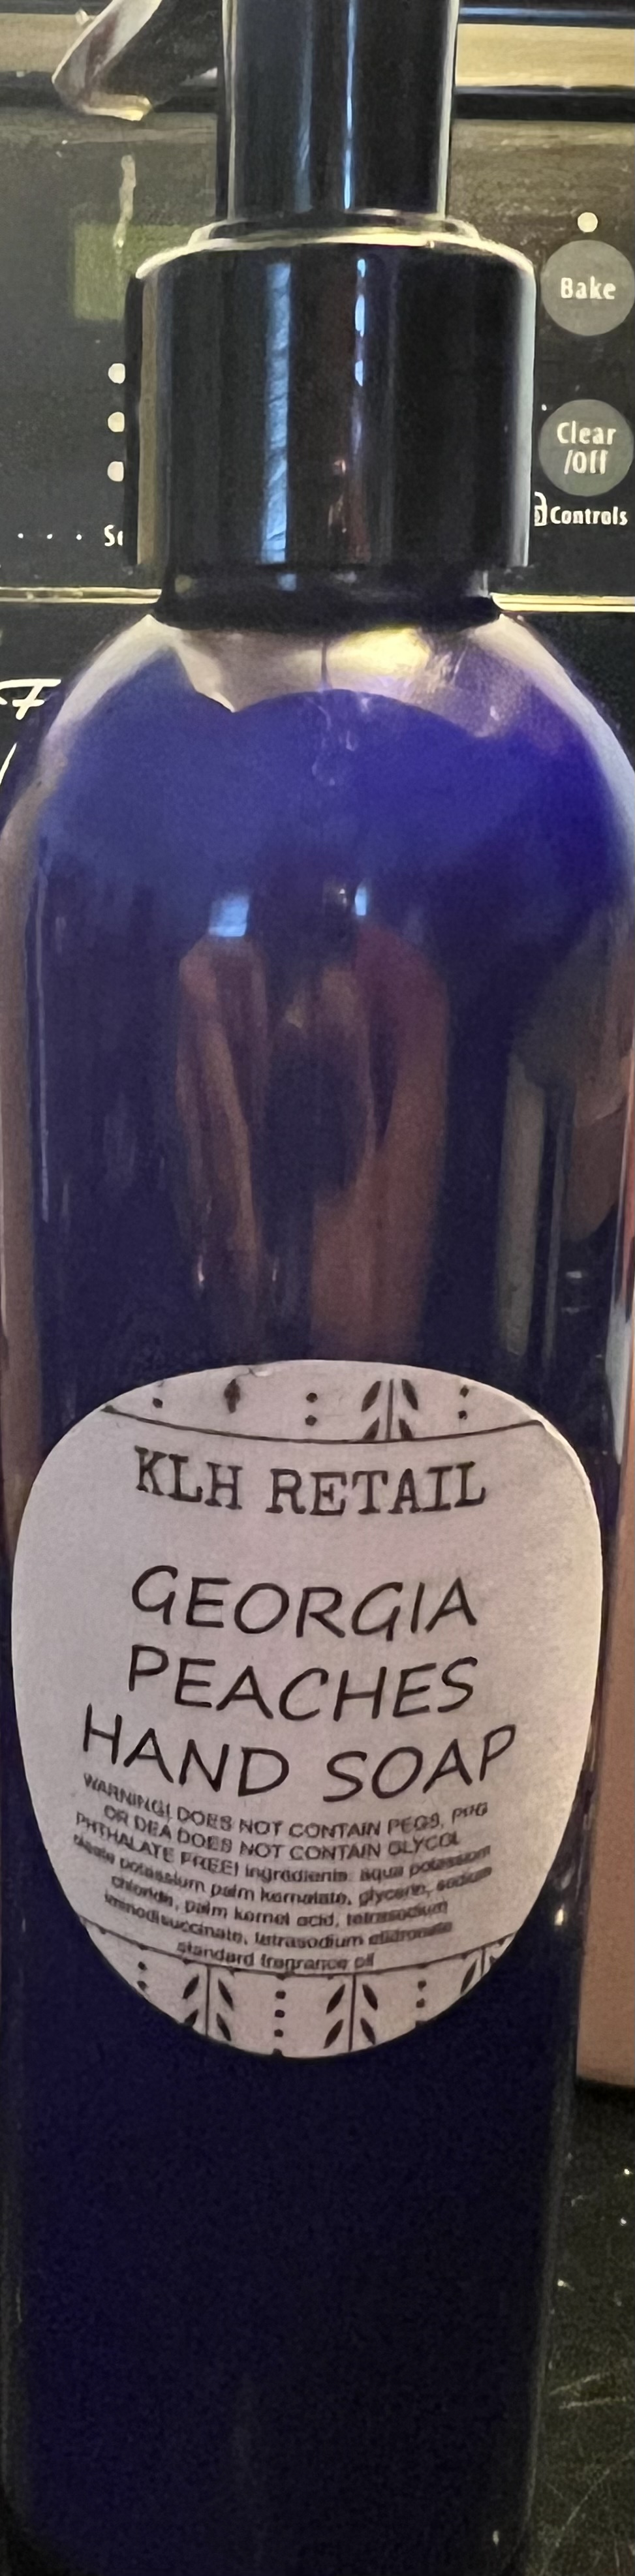 Bake
Clear
/Off
Controls
KLH RETAIL
GEORGIA
PEACHES
HAND SOAP
WARNING! DOES NOT CONTAIN PEGS,
OR DEA DOES NOT CONTAIN GLYCOL
PHTHALATE FREE! Ingredients: aqua potassium
oleate potassium palm kernelate, glycerin, sodium
chloride, palm kernel acid, tetrasodium
iminodisuccinate, tetrasodium etidronate
standard fragrance oil